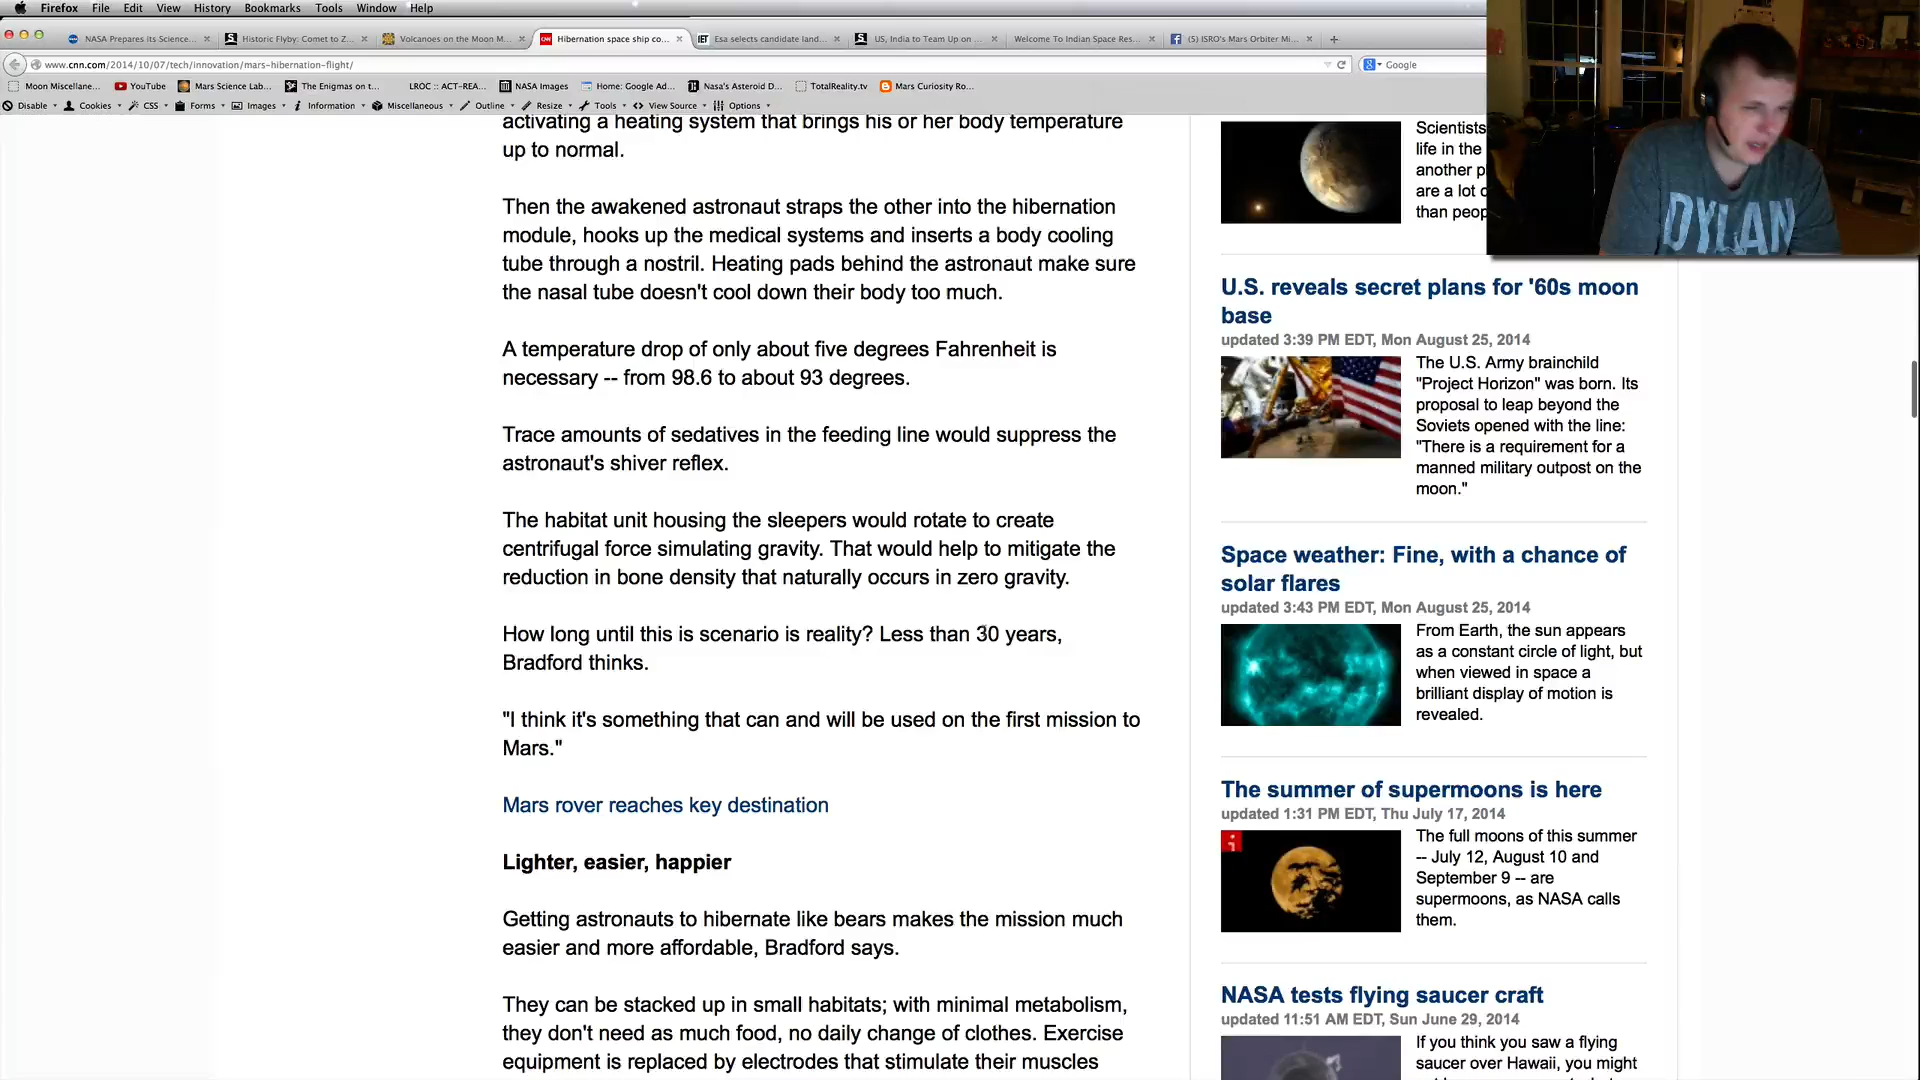 Firefox File Edit View History Bookmarks Tools Window Help
NASA Prepares its Science... Historic Flyby: Comet to Z... Volcanoes on the Moon M... Hibernation space ship co... Esa selects candidate land... US, India to Team Up on ... Welcome To Indian Space Res... (5) ISRO's Mars Orbiter Mi...
www.cnn.com/2014/10/07/tech/innovation/mars-hibernation-flight/ Google
Moon Miscellane... YouTube Mars Science Lab... The Enigmas on t... LROC :: ACT-REA... NASA Images Home: Google Ad... Nasa's Asteroid D... TotalReality.tv Mars Curiosity Ro...
Disable Cookies CSS Forms Images Information Miscellaneous Outline Resize Tools View Source Options
activating a heating system that brings his or her body temperature
up to normal.
Then the awakened astronaut straps the other into the hibernation
module, hooks up the medical systems and inserts a body cooling
tube through a nostril. Heating pads behind the astronaut make sure
the nasal tube doesn't cool down their body too much.
A temperature drop of only about five degrees Fahrenheit is
necessary -- from 98.6 to about 93 degrees.
Trace amounts of sedatives in the feeding line would suppress the
astronaut's shiver reflex.
The habitat unit housing the sleepers would rotate to create
centrifugal force simulating gravity. That would help to mitigate the
reduction in bone density that naturally occurs in zero gravity.
How long until this is scenario is reality? Less than 30 years,
Bradford thinks.
"I think it's something that can and will be used on the first mission to
Mars."
Mars rover reaches key destination
Lighter, easier, happier
Getting astronauts to hibernate like bears makes the mission much
easier and more affordable, Bradford says.
They can be stacked up in small habitats; with minimal metabolism,
they don't need as much food, no daily change of clothes. Exercise
equipment is replaced by electrodes that stimulate their muscles
Scientists
life in the
another p
are a lot
than peop
U.S. reveals secret plans for '60s moon
base
updated 3:39 PM EDT, Mon August 25, 2014
The U.S. Army brainchild
"Project Horizon" was born. Its
proposal to leap beyond the
Soviets opened with the line:
"There is a requirement for a
manned military outpost on the
moon."
Space weather: Fine, with a chance of
solar flares
updated 3:43 PM EDT, Mon August 25, 2014
From Earth, the sun appears
as a constant circle of light, but
when viewed in space a
brilliant display of motion is
revealed.
The summer of supermoons is here
updated 1:31 PM EDT, Thu July 17, 2014
The full moons of this summer
-- July 12, August 10 and
September 9 -- are
supermoons, as NASA calls
them.
NASA tests flying saucer craft
updated 11:51 AM EDT, Sun June 29, 2014
If you think you saw a flying
saucer over Hawaii, you might
DYLAN